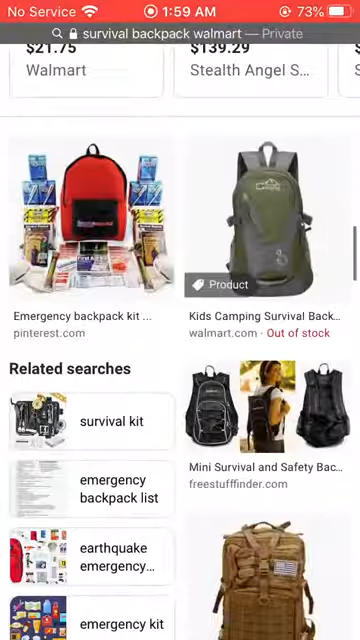 No Service 1:59 AM 73%
survival backpack walmart — Private
$21.75
Walmart
$139.29
Stealth Angel S...
Product
Emergency backpack kit ...
pinterest.com
Kids Camping Survival Back...
walmart.com · Out of stock
Related searches
survival kit
emergency
backpack list
earthquake
emergency...
emergency kit
Mini Survival and Safety Bac...
freestufffinder.com